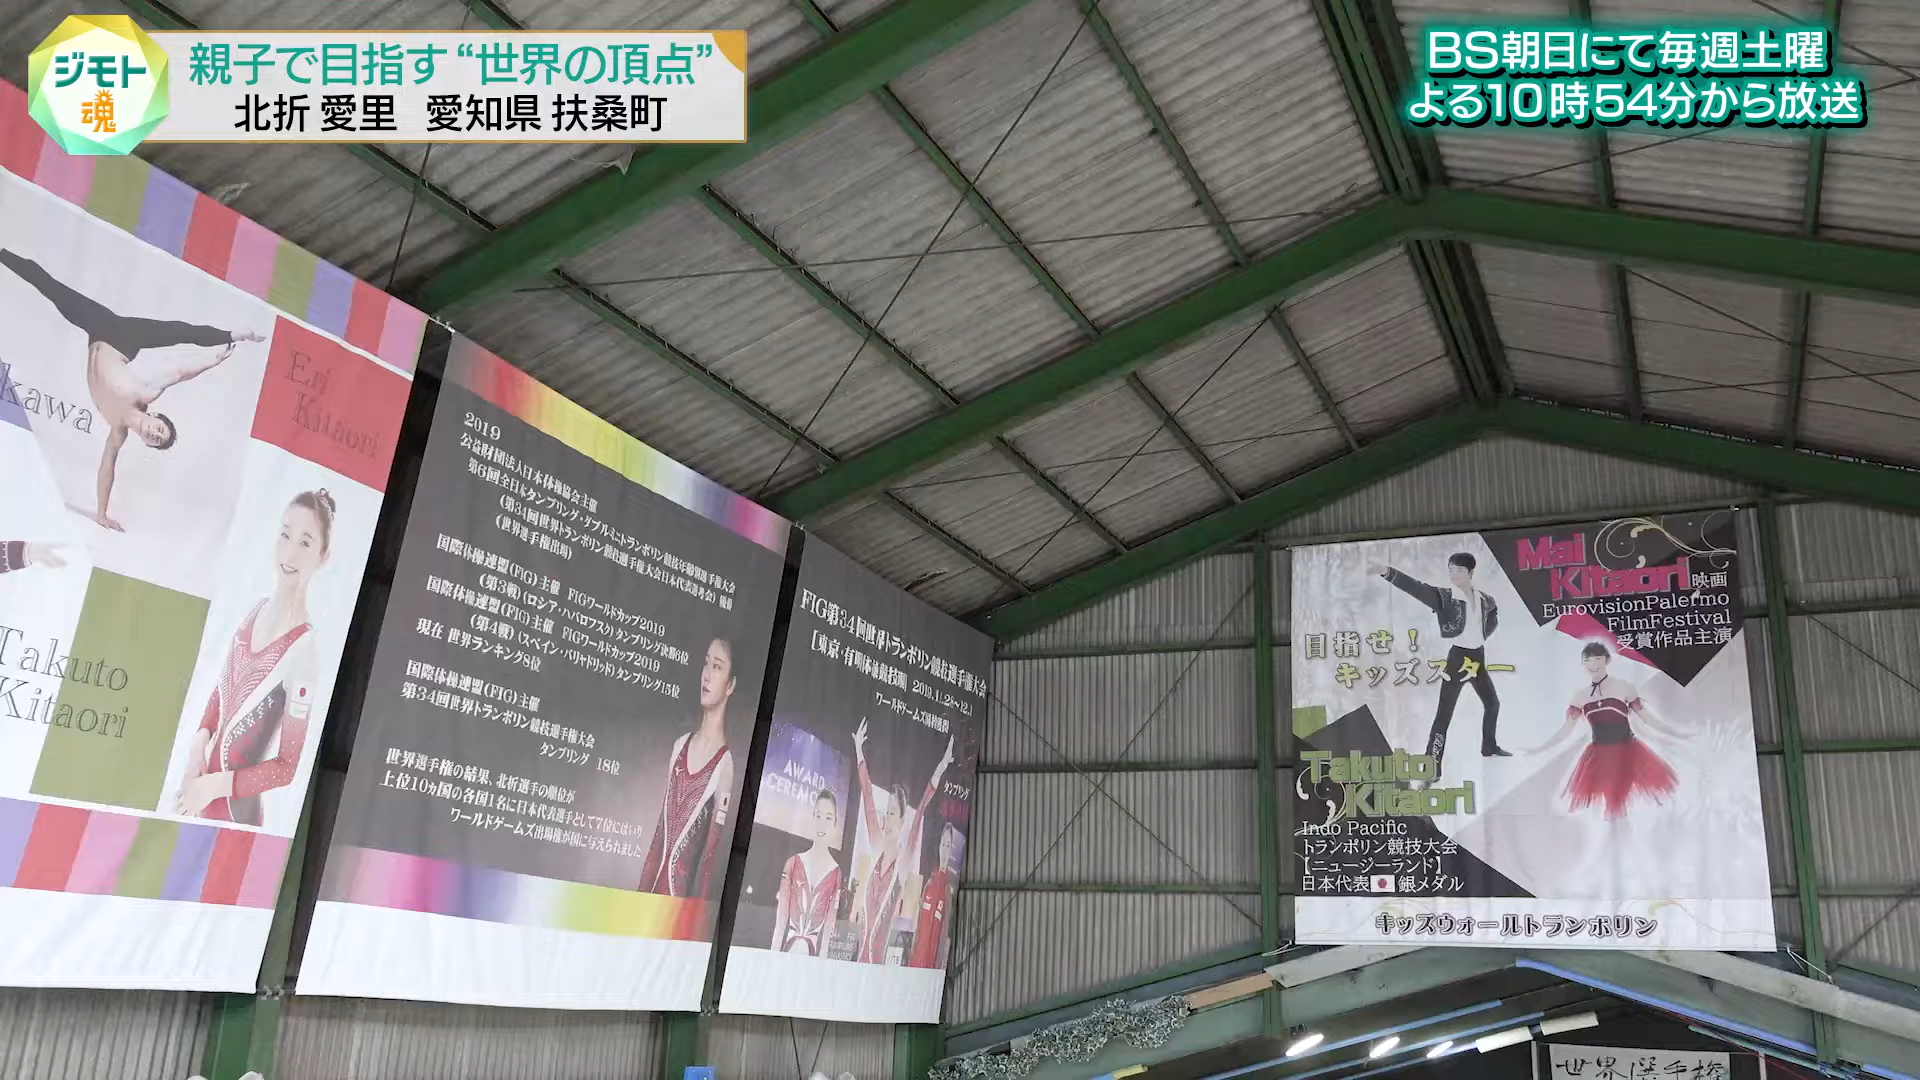 ジモト魂
親子で目指す“世界の頂点”
北折 愛里 愛知県 扶桑町
BS朝日にて毎週土曜
よる10時54分から放送
kawa
Eri
Kitaori
Takuto
Kitaori
2019
公益財団法人日本体操協会主催
第6回全日本タンブリング・ダブルミニトランポリン競技年齢別選手権大会
(第34回世界トランポリン競技選手権大会日本代表選考会) 優勝
(世界選手権出場)
国際体操連盟(FIG)主催 FIGワールドカップ2019
(第3戦)(ロシア・ハバロフスク)タンブリング決勝6位
国際体操連盟(FIG)主催 FIGワールドカップ2019
(第4戦)(スペイン・バリャドリッド)タンブリング15位
現在 世界ランキング8位
国際体操連盟(FIG)主催
第34回世界トランポリン競技選手権大会
タンブリング 18位
世界選手権の結果、北折選手の順位が
上位10ヵ国の各国1名に日本代表選手として7位にはいり
ワールドゲームズ出場権が国に与えられました
FIG第34回世界トランポリン競技選手権大会
[東京・有明体操競技場] 2019.11.28~12.1
ワールドゲームズ国枠獲得
タンブリング
AWARD
CEREMO
Mai
Kitaori 映画
EurovisionPalermo
FilmFestival
受賞作品主演
目指せ！
キッズスター
Takuto
Kitaori
Indo Pacific
トランポリン競技大会
【ニュージーランド】
日本代表 銀メダル
キッズウォールトランポリン
世界選手権